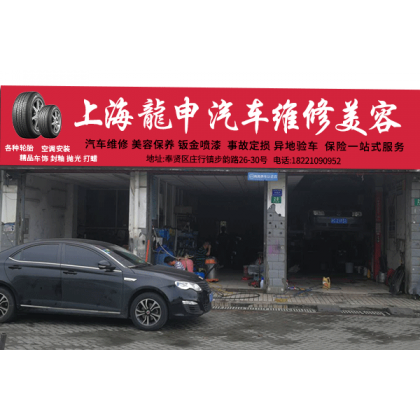 上海龍申汽车维修美容
各种轮胎 空调安装
精品车饰 封釉 抛光 打蜡
汽车维修 美容保养 钣金喷漆 事故定损 异地验车 保险一站式服务
地址:奉贤区庄行镇步韵路26-30号 电话:18221090952